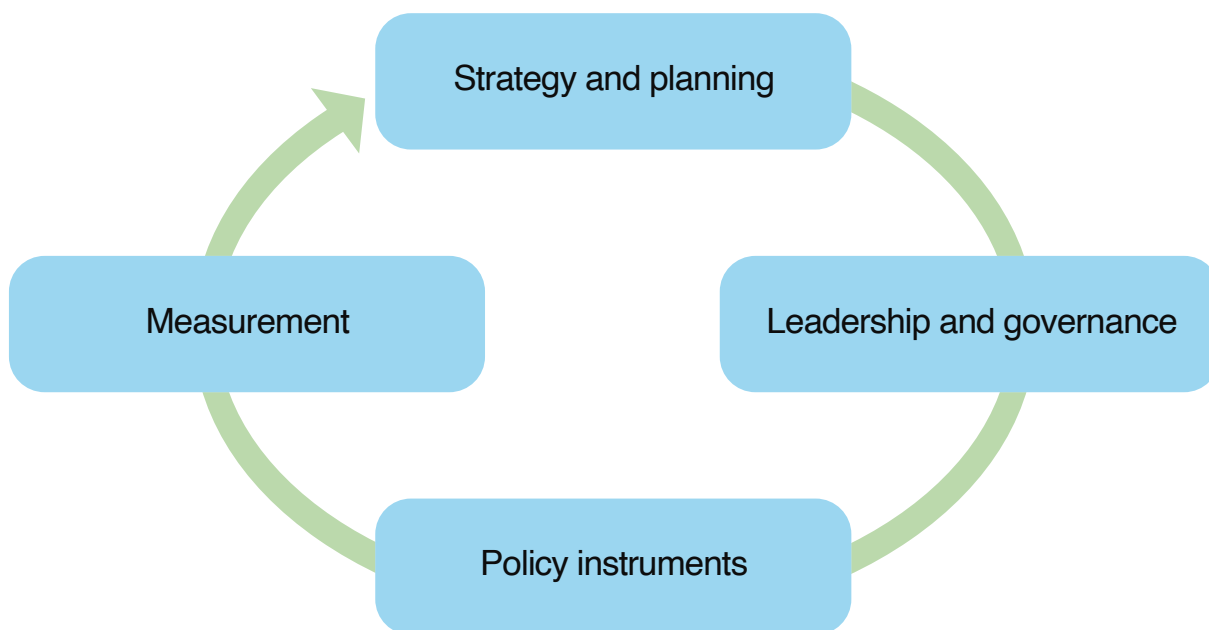 Strategy and planning
Measurement
Leadership and governance
Policy instruments